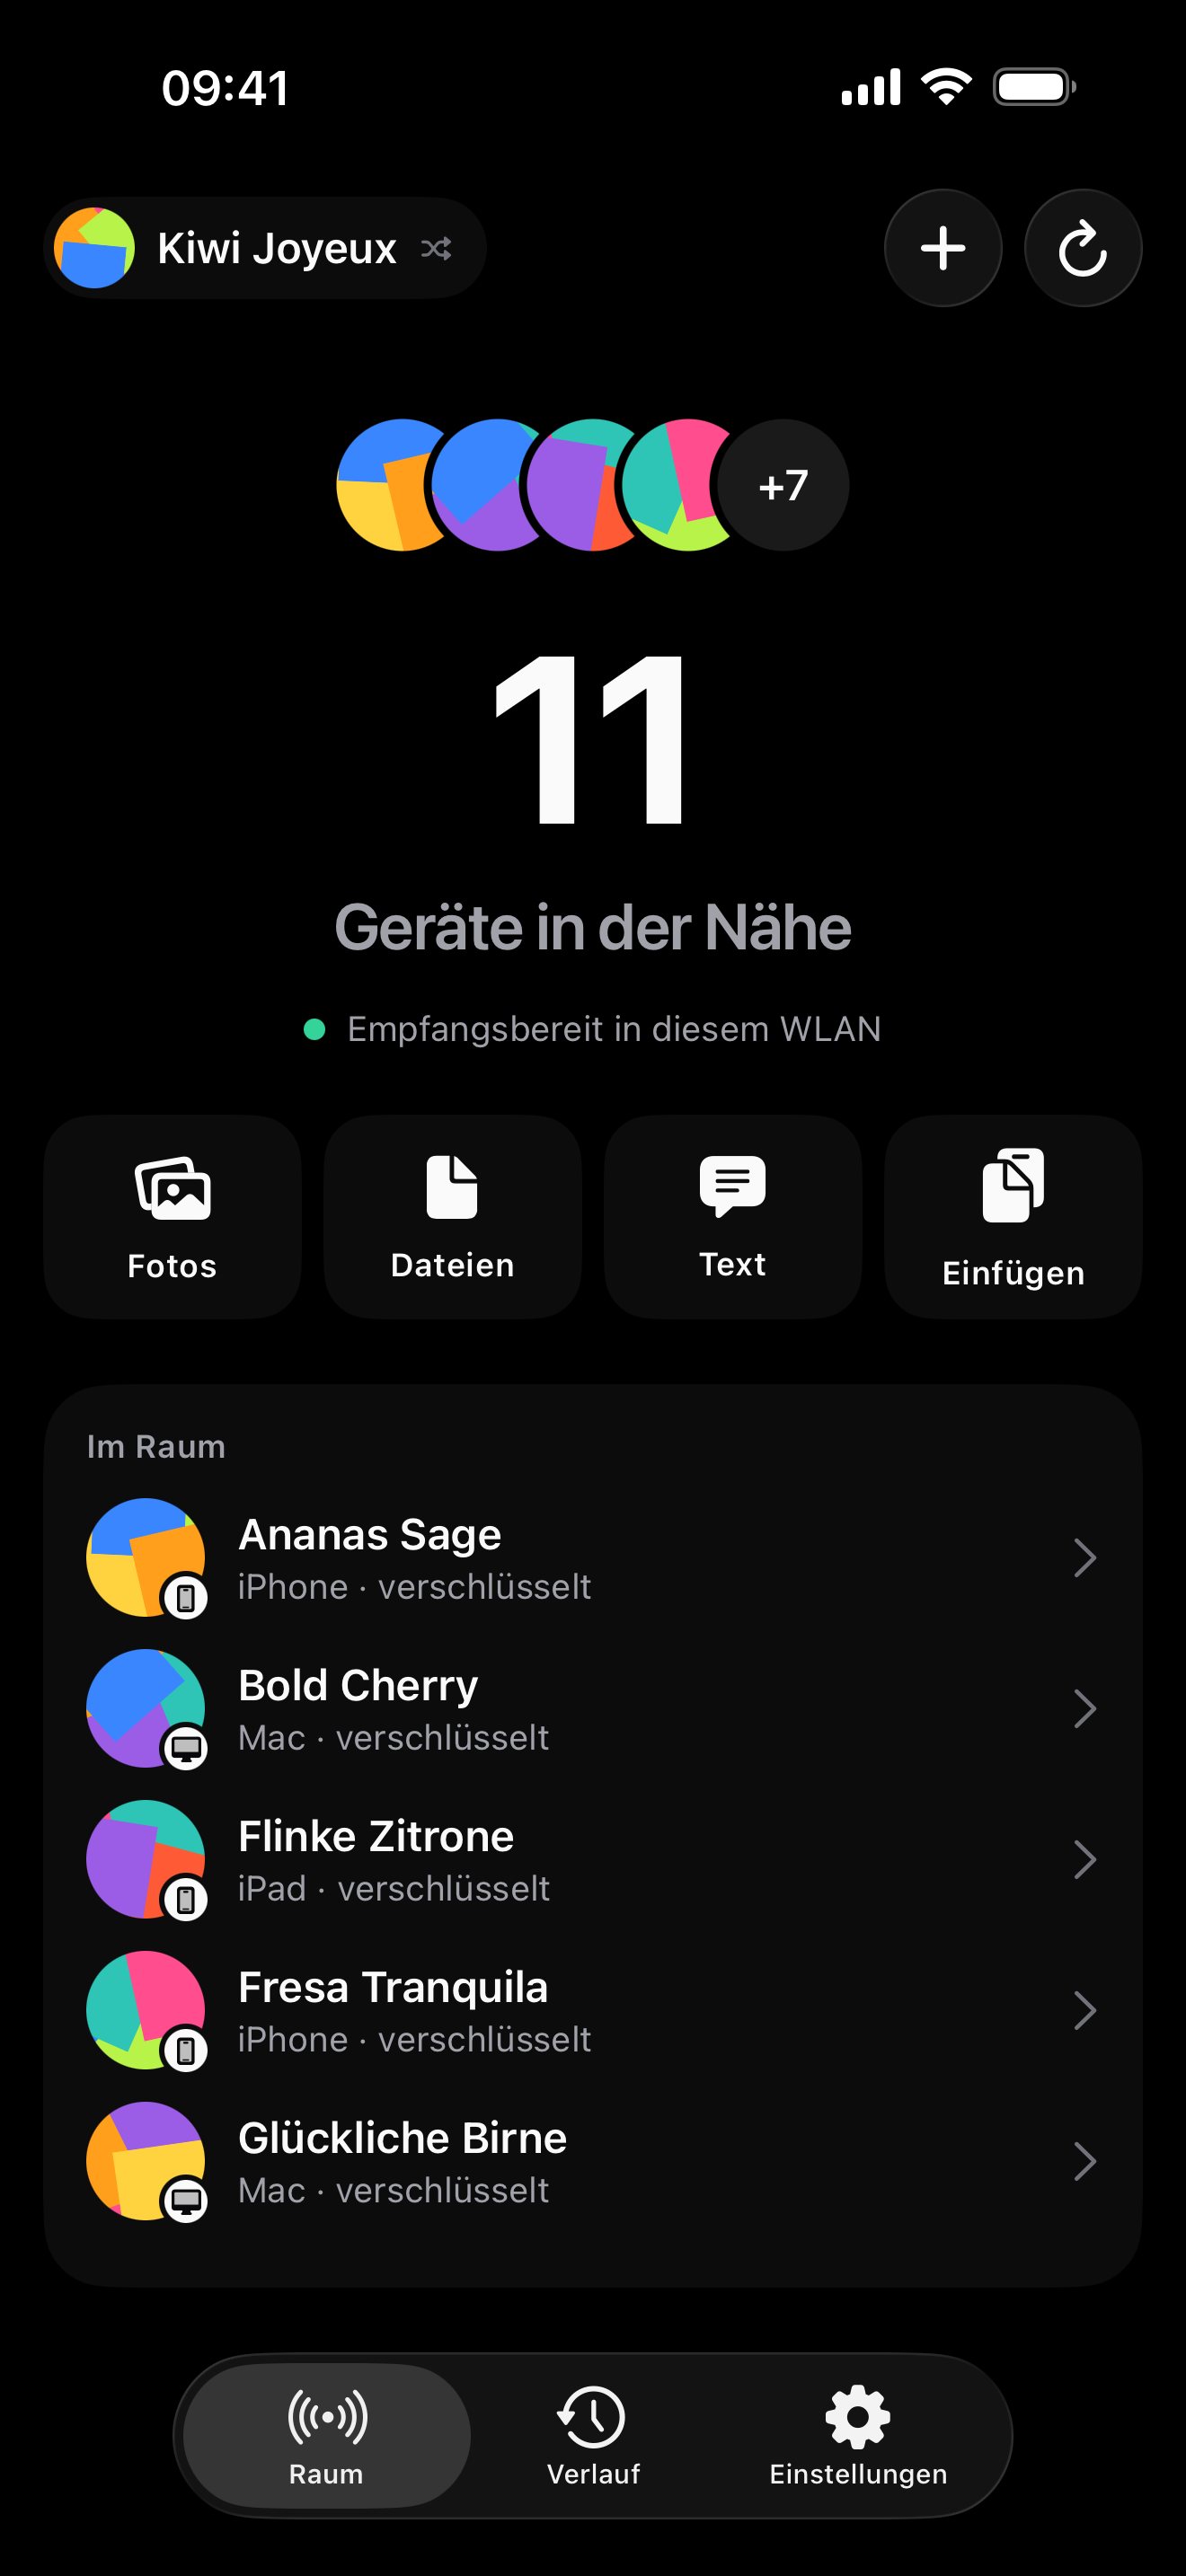 09:41
Kiwi Joyeux
+7
11
Geräte in der Nähe
Empfangsbereit in diesem WLAN
Fotos
Dateien
Text
Einfügen
Im Raum
Ananas Sage
iPhone · verschlüsselt
Bold Cherry
Mac · verschlüsselt
Flinke Zitrone
iPad · verschlüsselt
Fresa Tranquila
iPhone · verschlüsselt
Glückliche Birne
Mac · verschlüsselt
Raum
Verlauf
Einstellungen